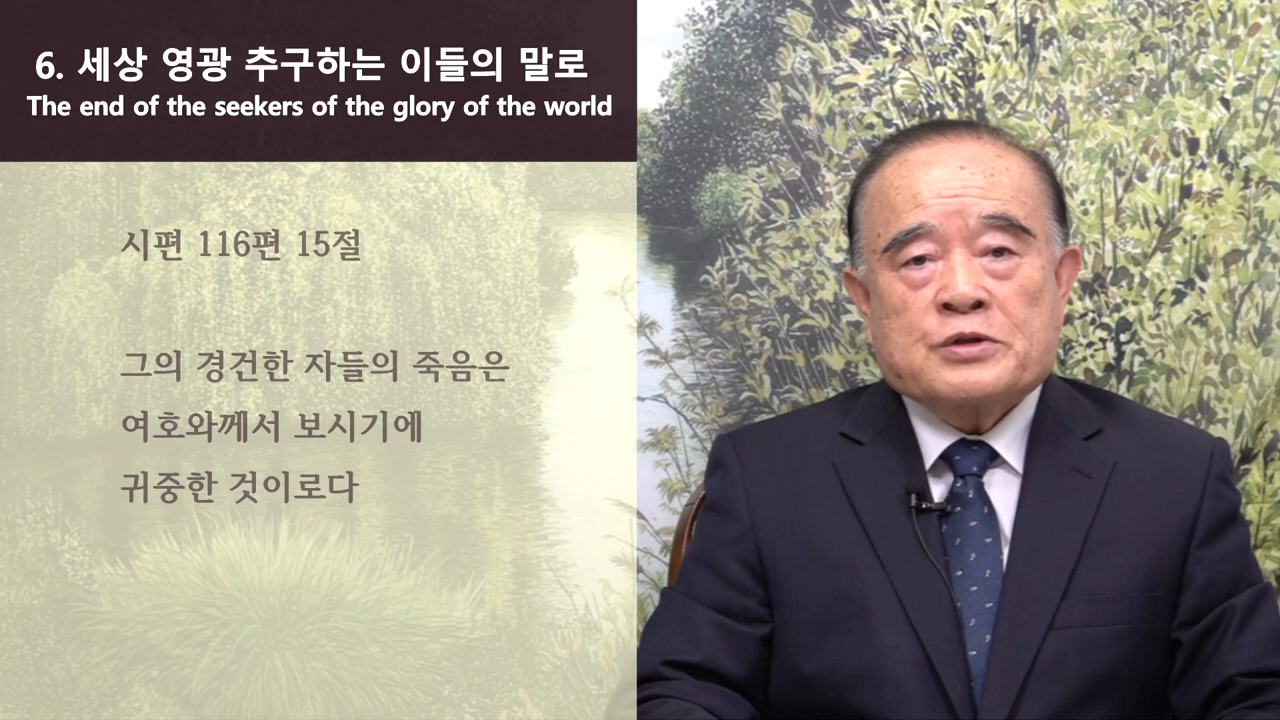 6. 세상 영광 추구하는 이들의 말로
The end of the seekers of the glory of the world
시편 116편 15절
그의 경건한 자들의 죽음은
여호와께서 보시기에
귀중한 것이로다